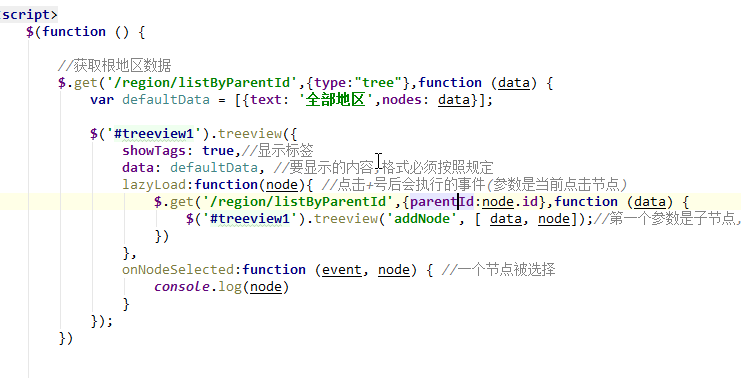 script>
$(function () {
//获取根地区数据
$.get('/region/listByParentId',{type:"tree"},function (data) {
var defaultData = [{text: '全部地区',nodes: data}];
$('#treeview1').treeview({
showTags: true,//显示标签
data: defaultData, //要显示的内容,格式必须按照规定
lazyLoad:function(node){ //点击+号后会执行的事件(参数是当前点击节点)
$.get('/region/listByParentId',{parentId:node.id},function (data) {
$('#treeview1').treeview('addNode', [ data, node]);//第一个参数是子节点,
})
},
onNodeSelected:function (event, node) { //一个节点被选择
console.log(node)
}
});
})